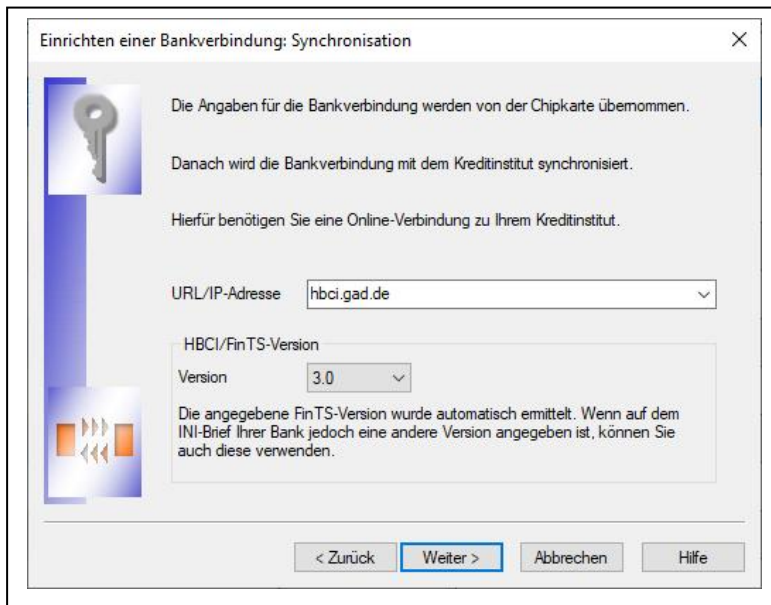 Einrichten einer Bankverbindung: Synchronisation
Die Angaben für die Bankverbindung werden von der Chipkarte übernommen.
Danach wird die Bankverbindung mit dem Kreditinstitut synchronisiert.
Hierfür benötigen Sie eine Online-Verbindung zu Ihrem Kreditinstitut.
URL/IP-Adresse hbci.gad.de
HBCI/FinTS-Version
Version 3.0
Die angegebene FinTS-Version wurde automatisch ermittelt. Wenn auf dem
INI-Brief Ihrer Bank jedoch eine andere Version angegeben ist, können Sie
auch diese verwenden.
< Zurück Weiter > Abbrechen Hilfe